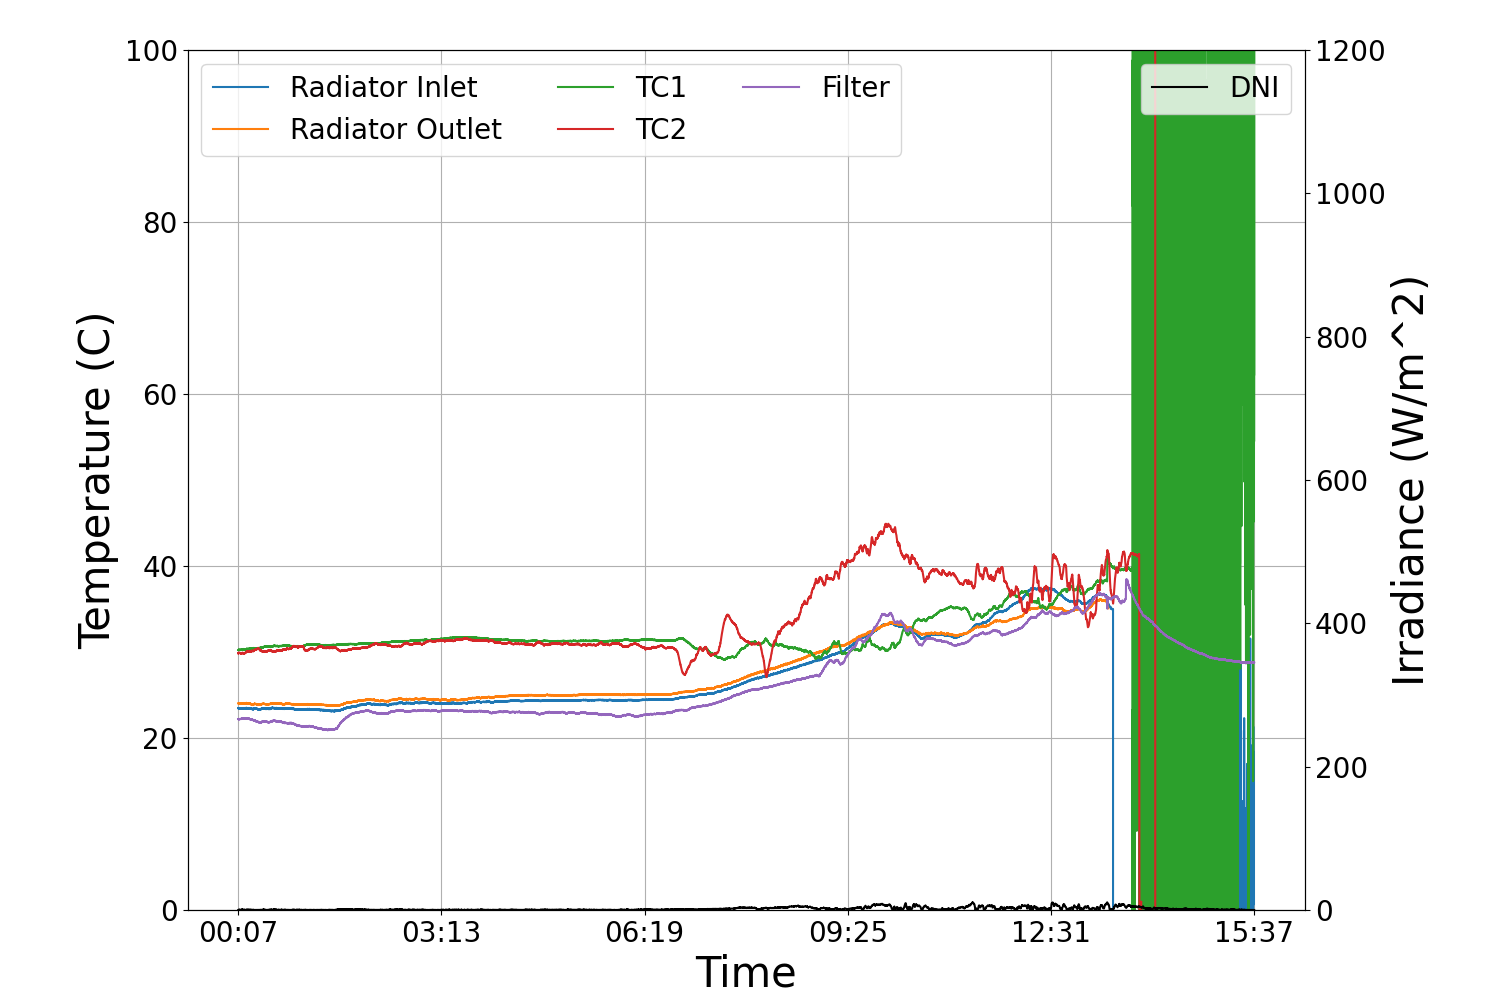 Radiator Inlet
Radiator Outlet
TC1
TC2
Filter
DNI
Temperature (C)
100
80
60
40
20
0
1200
1000
800
600
400
200
0
Irradiance (W/m^2)
00:07 03:13 06:19 09:25 12:31 15:37
Time